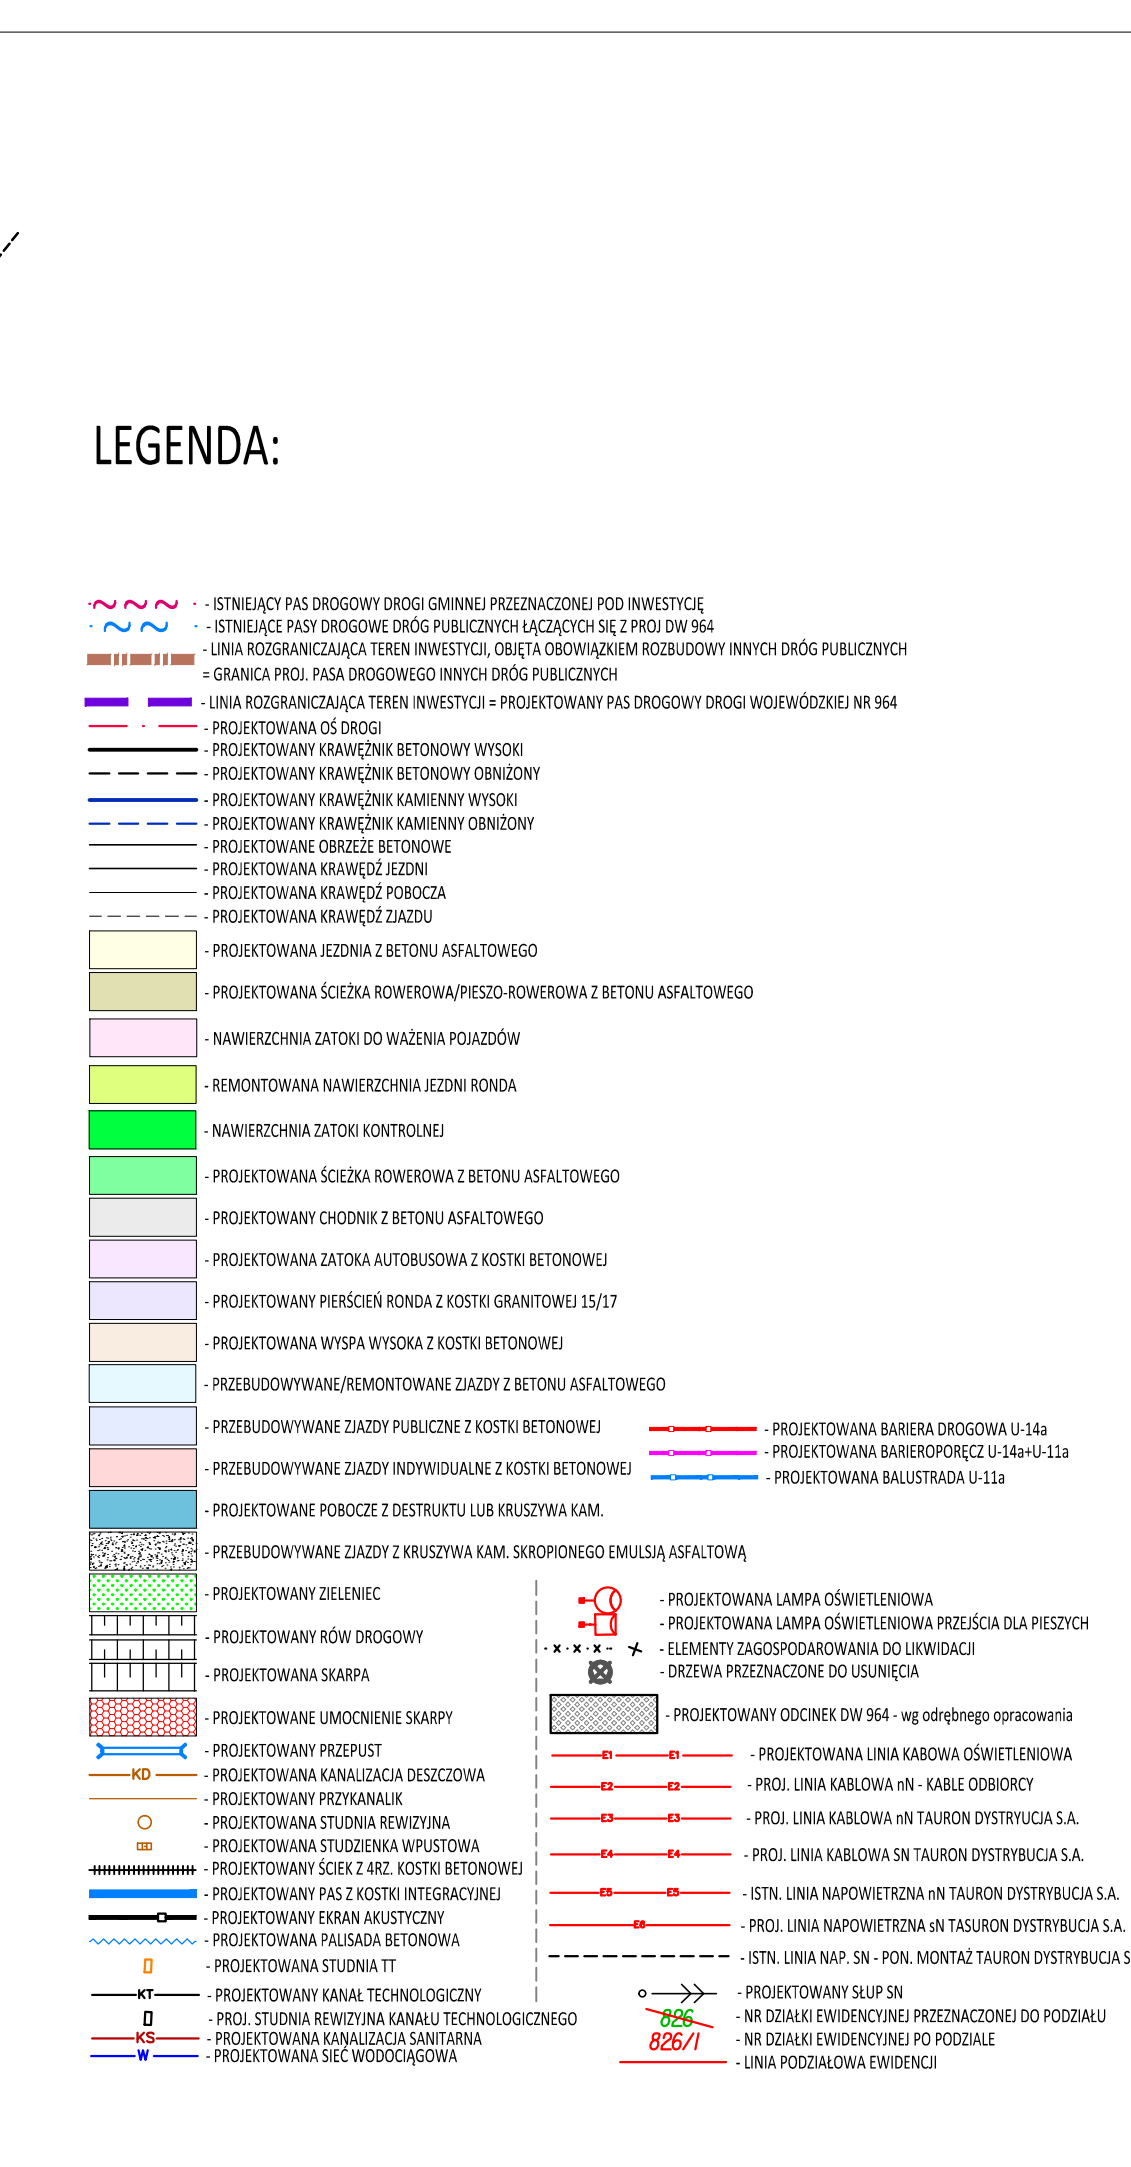 LEGENDA:
- ISTNIEJĄCY PAS DROGOWY DROGI GMINNEJ PRZEZNACZONEJ POD INWESTYCJĘ
- ISTNIEJĄCE PASY DROGOWE DRÓG PUBLICZNYCH ŁĄCZĄCYCH SIĘ Z PROJ DW 964
- LINIA ROZGRANICZAJĄCA TEREN INWESTYCJI, OBJĘTA OBOWIĄZKIEM ROZBUDOWY INNYCH DRÓG PUBLICZNYCH
= GRANICA PROJ. PASA DROGOWEGO INNYCH DRÓG PUBLICZNYCH
- LINIA ROZGRANICZAJĄCA TEREN INWESTYCJI = PROJEKTOWANY PAS DROGOWY DROGI WOJEWÓDZKIEJ NR 964
- PROJEKTOWANA OŚ DROGI
- PROJEKTOWANY KRAWĘŻNIK BETONOWY WYSOKI
- PROJEKTOWANY KRAWĘŻNIK BETONOWY OBNIŻONY
- PROJEKTOWANY KRAWĘŻNIK KAMIENNY WYSOKI
- PROJEKTOWANY KRAWĘŻNIK KAMIENNY OBNIŻONY
- PROJEKTOWANE OBRZEŻE BETONOWE
- PROJEKTOWANA KRAWĘDŹ JEZDNI
- PROJEKTOWANA KRAWĘDŹ POBOCZA
- PROJEKTOWANA KRAWĘDŹ ZJAZDU
- PROJEKTOWANA JEZDNIA Z BETONU ASFALTOWEGO
- PROJEKTOWANA ŚCIEŻKA ROWEROWA/PIESZO-ROWEROWA Z BETONU ASFALTOWEGO
- NAWIERZCHNIA ZATOKI DO WAŻENIA POJAZDÓW
- REMONTOWANA NAWIERZCHNIA JEZDNI RONDA
- NAWIERZCHNIA ZATOKI KONTROLNEJ
- PROJEKTOWANA ŚCIEŻKA ROWEROWA Z BETONU ASFALTOWEGO
- PROJEKTOWANY CHODNIK Z BETONU ASFALTOWEGO
- PROJEKTOWANA ZATOKA AUTOBUSOWA Z KOSTKI BETONOWEJ
- PROJEKTOWANY PIERŚCIEŃ RONDA Z KOSTKI GRANITOWEJ 15/17
- PROJEKTOWANA WYSPA WYSOKA Z KOSTKI BETONOWEJ
- PRZEBUDOWYWANE/REMONTOWANE ZJAZDY Z BETONU ASFALTOWEGO
- PRZEBUDOWYWANE ZJAZDY PUBLICZNE Z KOSTKI BETONOWEJ
- PRZEBUDOWYWANE ZJAZDY INDYWIDUALNE Z KOSTKI BETONOWEJ
- PROJEKTOWANE POBOCZE Z DESTRUKTU LUB KRUSZYWA KAM.
- PRZEBUDOWYWANE ZJAZDY Z KRUSZYWA KAM. SKROPIONEGO EMULSJĄ ASFALTOWĄ
- PROJEKTOWANY ZIELENIEC
- PROJEKTOWANY RÓW DROGOWY
- PROJEKTOWANA SKARPA
- PROJEKTOWANE UMOCNIENIE SKARPY
- PROJEKTOWANY PRZEPUST
KD - PROJEKTOWANA KANALIZACJA DESZCZOWA
- PROJEKTOWANY PRZYKANALIK
- PROJEKTOWANA STUDNIA REWIZYJNA
- PROJEKTOWANA STUDZIENKA WPUSTOWA
- PROJEKTOWANY ŚCIEK Z 4RZ. KOSTKI BETONOWEJ
- PROJEKTOWANY PAS Z KOSTKI INTEGRACYJNEJ
- PROJEKTOWANY EKRAN AKUSTYCZNY
- PROJEKTOWANA PALISADA BETONOWA
- PROJEKTOWANA STUDNIA TT
KT - PROJEKTOWANY KANAŁ TECHNOLOGICZNY
- PROJ. STUDNIA REWIZYJNA KANAŁU TECHNOLOGICZNEGO
KS - PROJEKTOWANA KANALIZACJA SANITARNA
W - PROJEKTOWANA SIEĆ WODOCIĄGOWA
- PROJEKTOWANA BARIERA DROGOWA U-14a
- PROJEKTOWANA BARIEROPORĘCZ U-14a+U-11a
- PROJEKTOWANA BALUSTRADA U-11a
- PROJEKTOWANA LAMPA OŚWIETLENIOWA
- PROJEKTOWANA LAMPA OŚWIETLENIOWA PRZEJŚCIA DLA PIESZYCH
- ELEMENTY ZAGOSPODAROWANIA DO LIKWIDACJI
- DRZEWA PRZEZNACZONE DO USUNIĘCIA
- PROJEKTOWANY ODCINEK DW 964 - wg odrębnego opracowania
E1 E1 - PROJEKTOWANA LINIA KABOWA OŚWIETLENIOWA
E2 E2 - PROJ. LINIA KABLOWA nN - KABLE ODBIORCY
E3 E3 - PROJ. LINIA KABLOWA nN TAURON DYSTRYUCJA S.A.
E4 E4 - PROJ. LINIA KABLOWA SN TAURON DYSTRYBUCJA S.A.
E5 E5 - ISTN. LINIA NAPOWIETRZNA nN TAURON DYSTRYBUCJA S.A.
E6 - PROJ. LINIA NAPOWIETRZNA sN TASURON DYSTRYBUCJA S.A.
- ISTN. LINIA NAP. SN - PON. MONTAŻ TAURON DYSTRYBUCJA S
- PROJEKTOWANY SŁUP SN
826 - NR DZIAŁKI EWIDENCYJNEJ PRZEZNACZONEJ DO PODZIAŁU
826/1 - NR DZIAŁKI EWIDENCYJNEJ PO PODZIALE
- LINIA PODZIAŁOWA EWIDENCJI